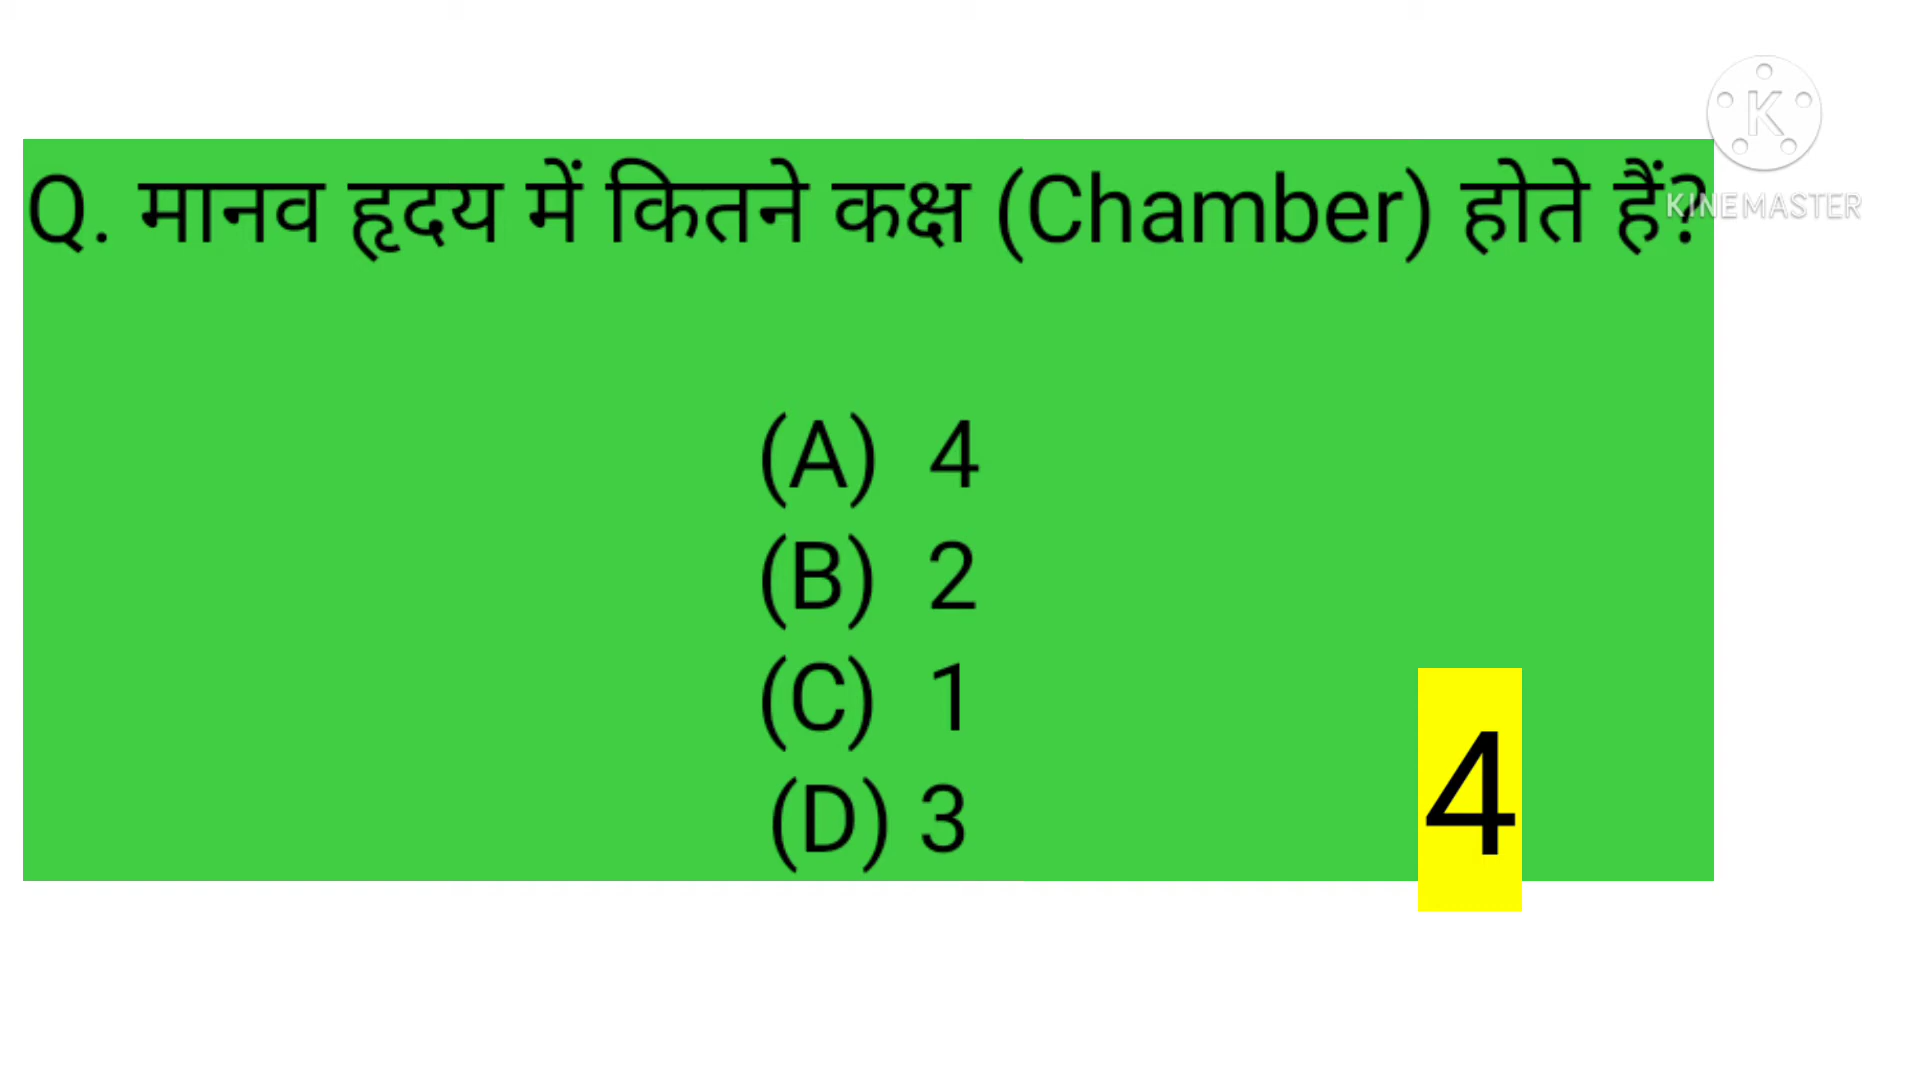 Q. मानव हृदय में कितने कक्ष (Chamber) होते हैं?
(A) 4
(B) 2
(C) 1
(D) 3
4
K
KINEMASTER